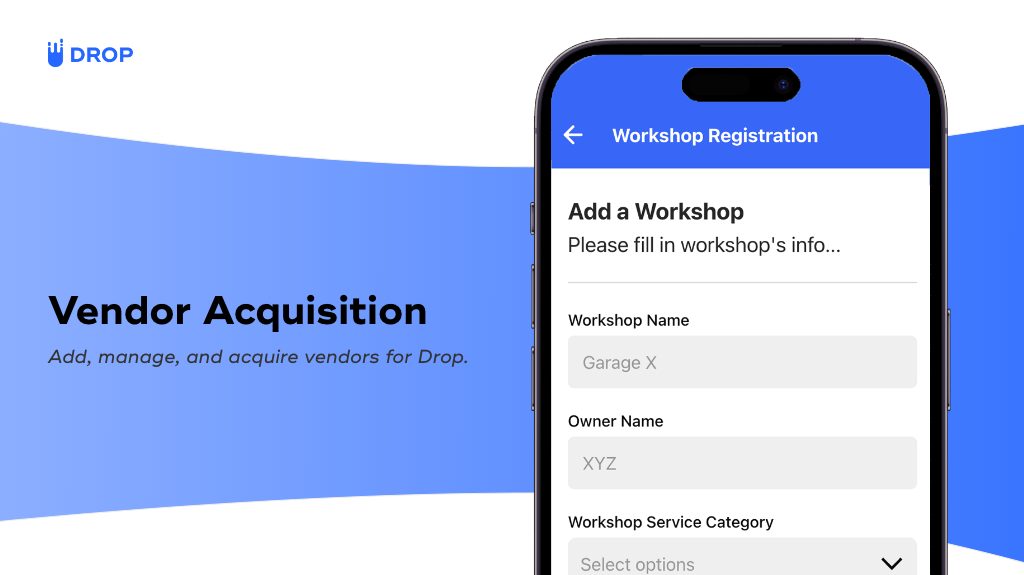 DROP
Vendor Acquisition
Add, manage, and acquire vendors for Drop.
Workshop Registration
Add a Workshop
Please fill in workshop's info...
Workshop Name
Garage X
Owner Name
XYZ
Workshop Service Category
Select options